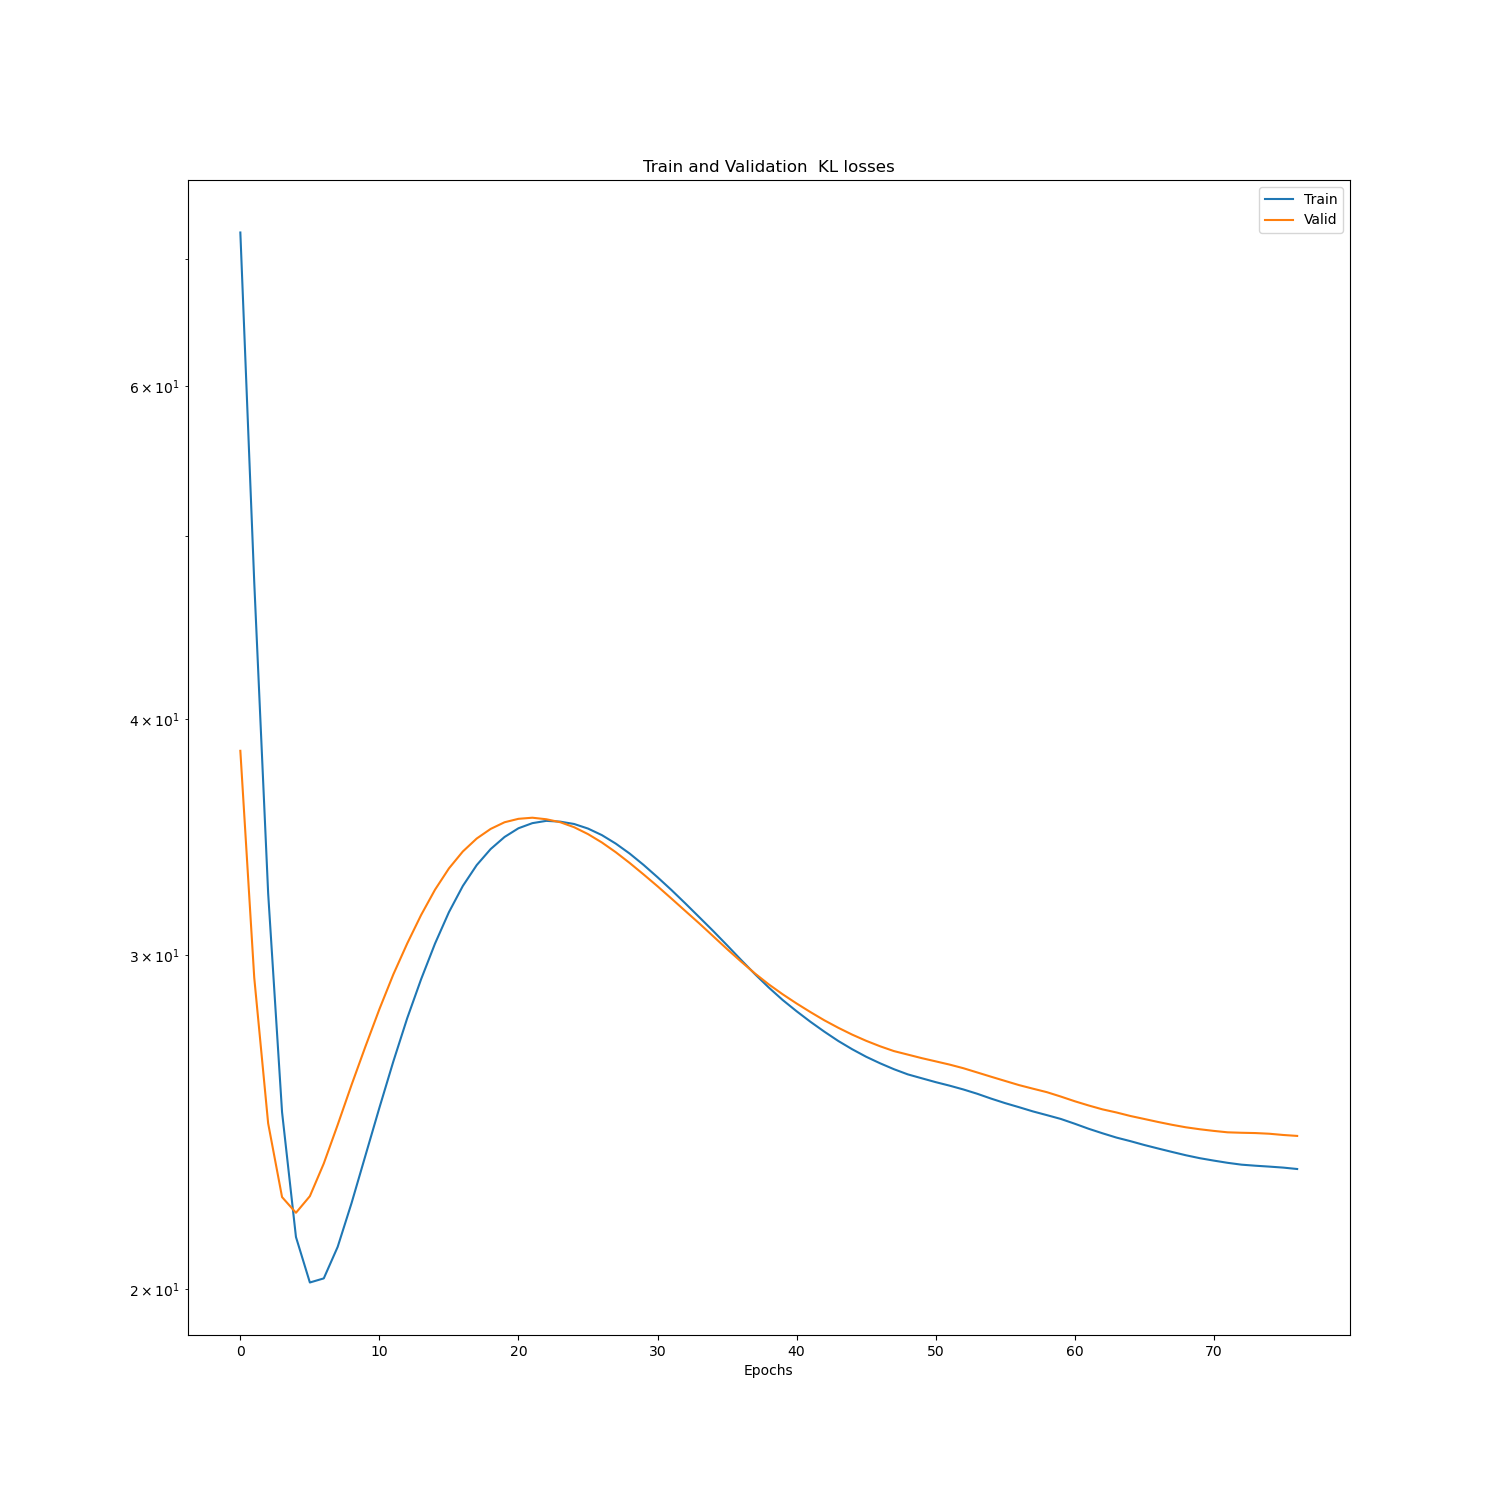 Train and Validation  KL losses
Train
Valid
6 × 10¹
4 × 10¹
3 × 10¹
2 × 10¹
0 10 20 30 40 50 60 70
Epochs